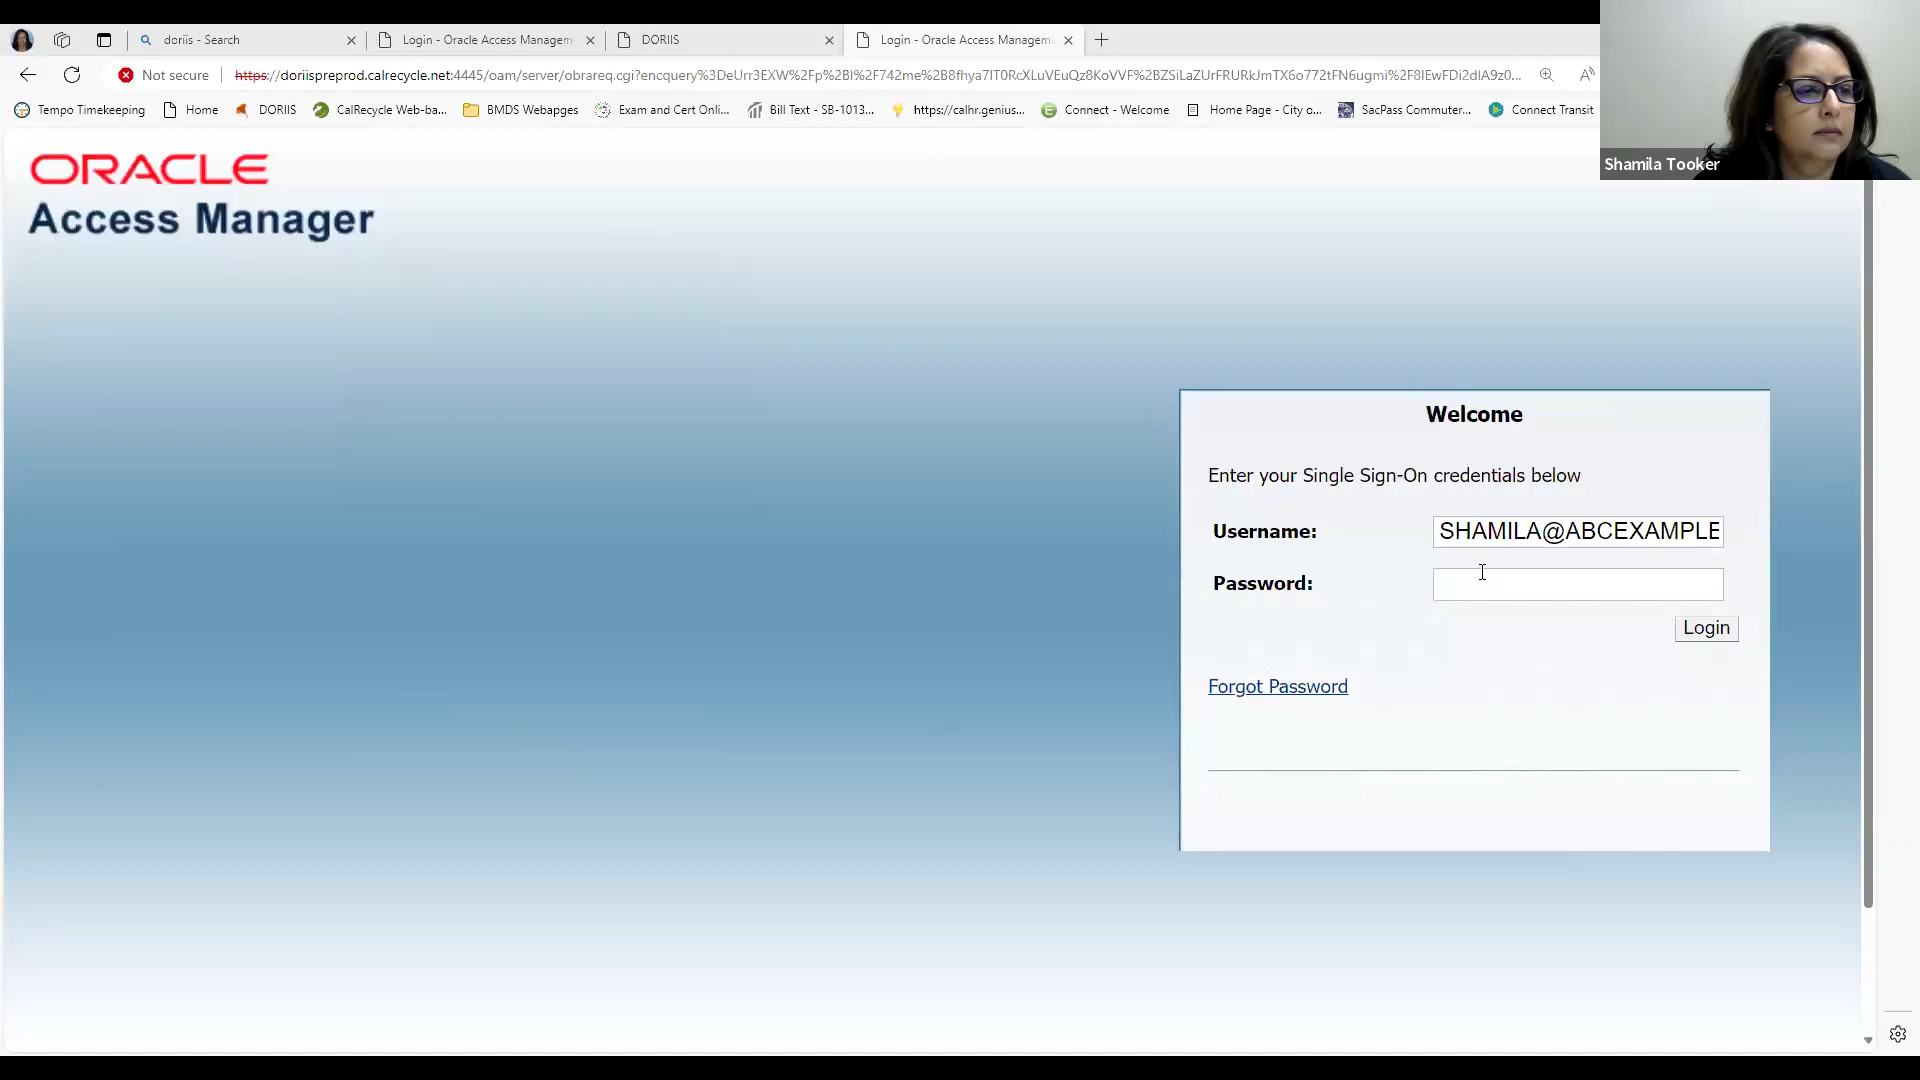 doriis - Search
Login - Oracle Access Managem
DORIIS
Login - Oracle Access Managem
Not secure
https://doriispreprod.calrecycle.net:4445/oam/server/obrareq.cgi?encquery%3DeUrr3EXW%2Fp%2BI%2F742me%2B8fhya7IT0RcXLuVEuQz8KoVVF%2BZSiLaZUrFRURkJmTX6o772tFN6ugmi%2F8IEwFDi2dIA9z0...
Tempo Timekeeping
Home
DORIIS
CalRecycle Web-ba...
BMDS Webapges
Exam and Cert Onli...
Bill Text - SB-1013...
https://calhr.genius...
Connect - Welcome
Home Page - City o...
SacPass Commuter...
Connect Transit
Shamila Tooker
ORACLE
Access Manager
Welcome
Enter your Single Sign-On credentials below
Username: SHAMILA@ABCEXAMPLE
Password:
Login
Forgot Password